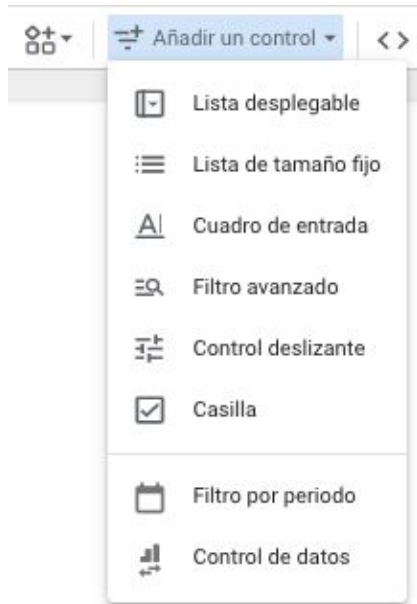 Añadir un control
Lista desplegable
Lista de tamaño fijo
Cuadro de entrada
Filtro avanzado
Control deslizante
Casilla
Filtro por periodo
Control de datos